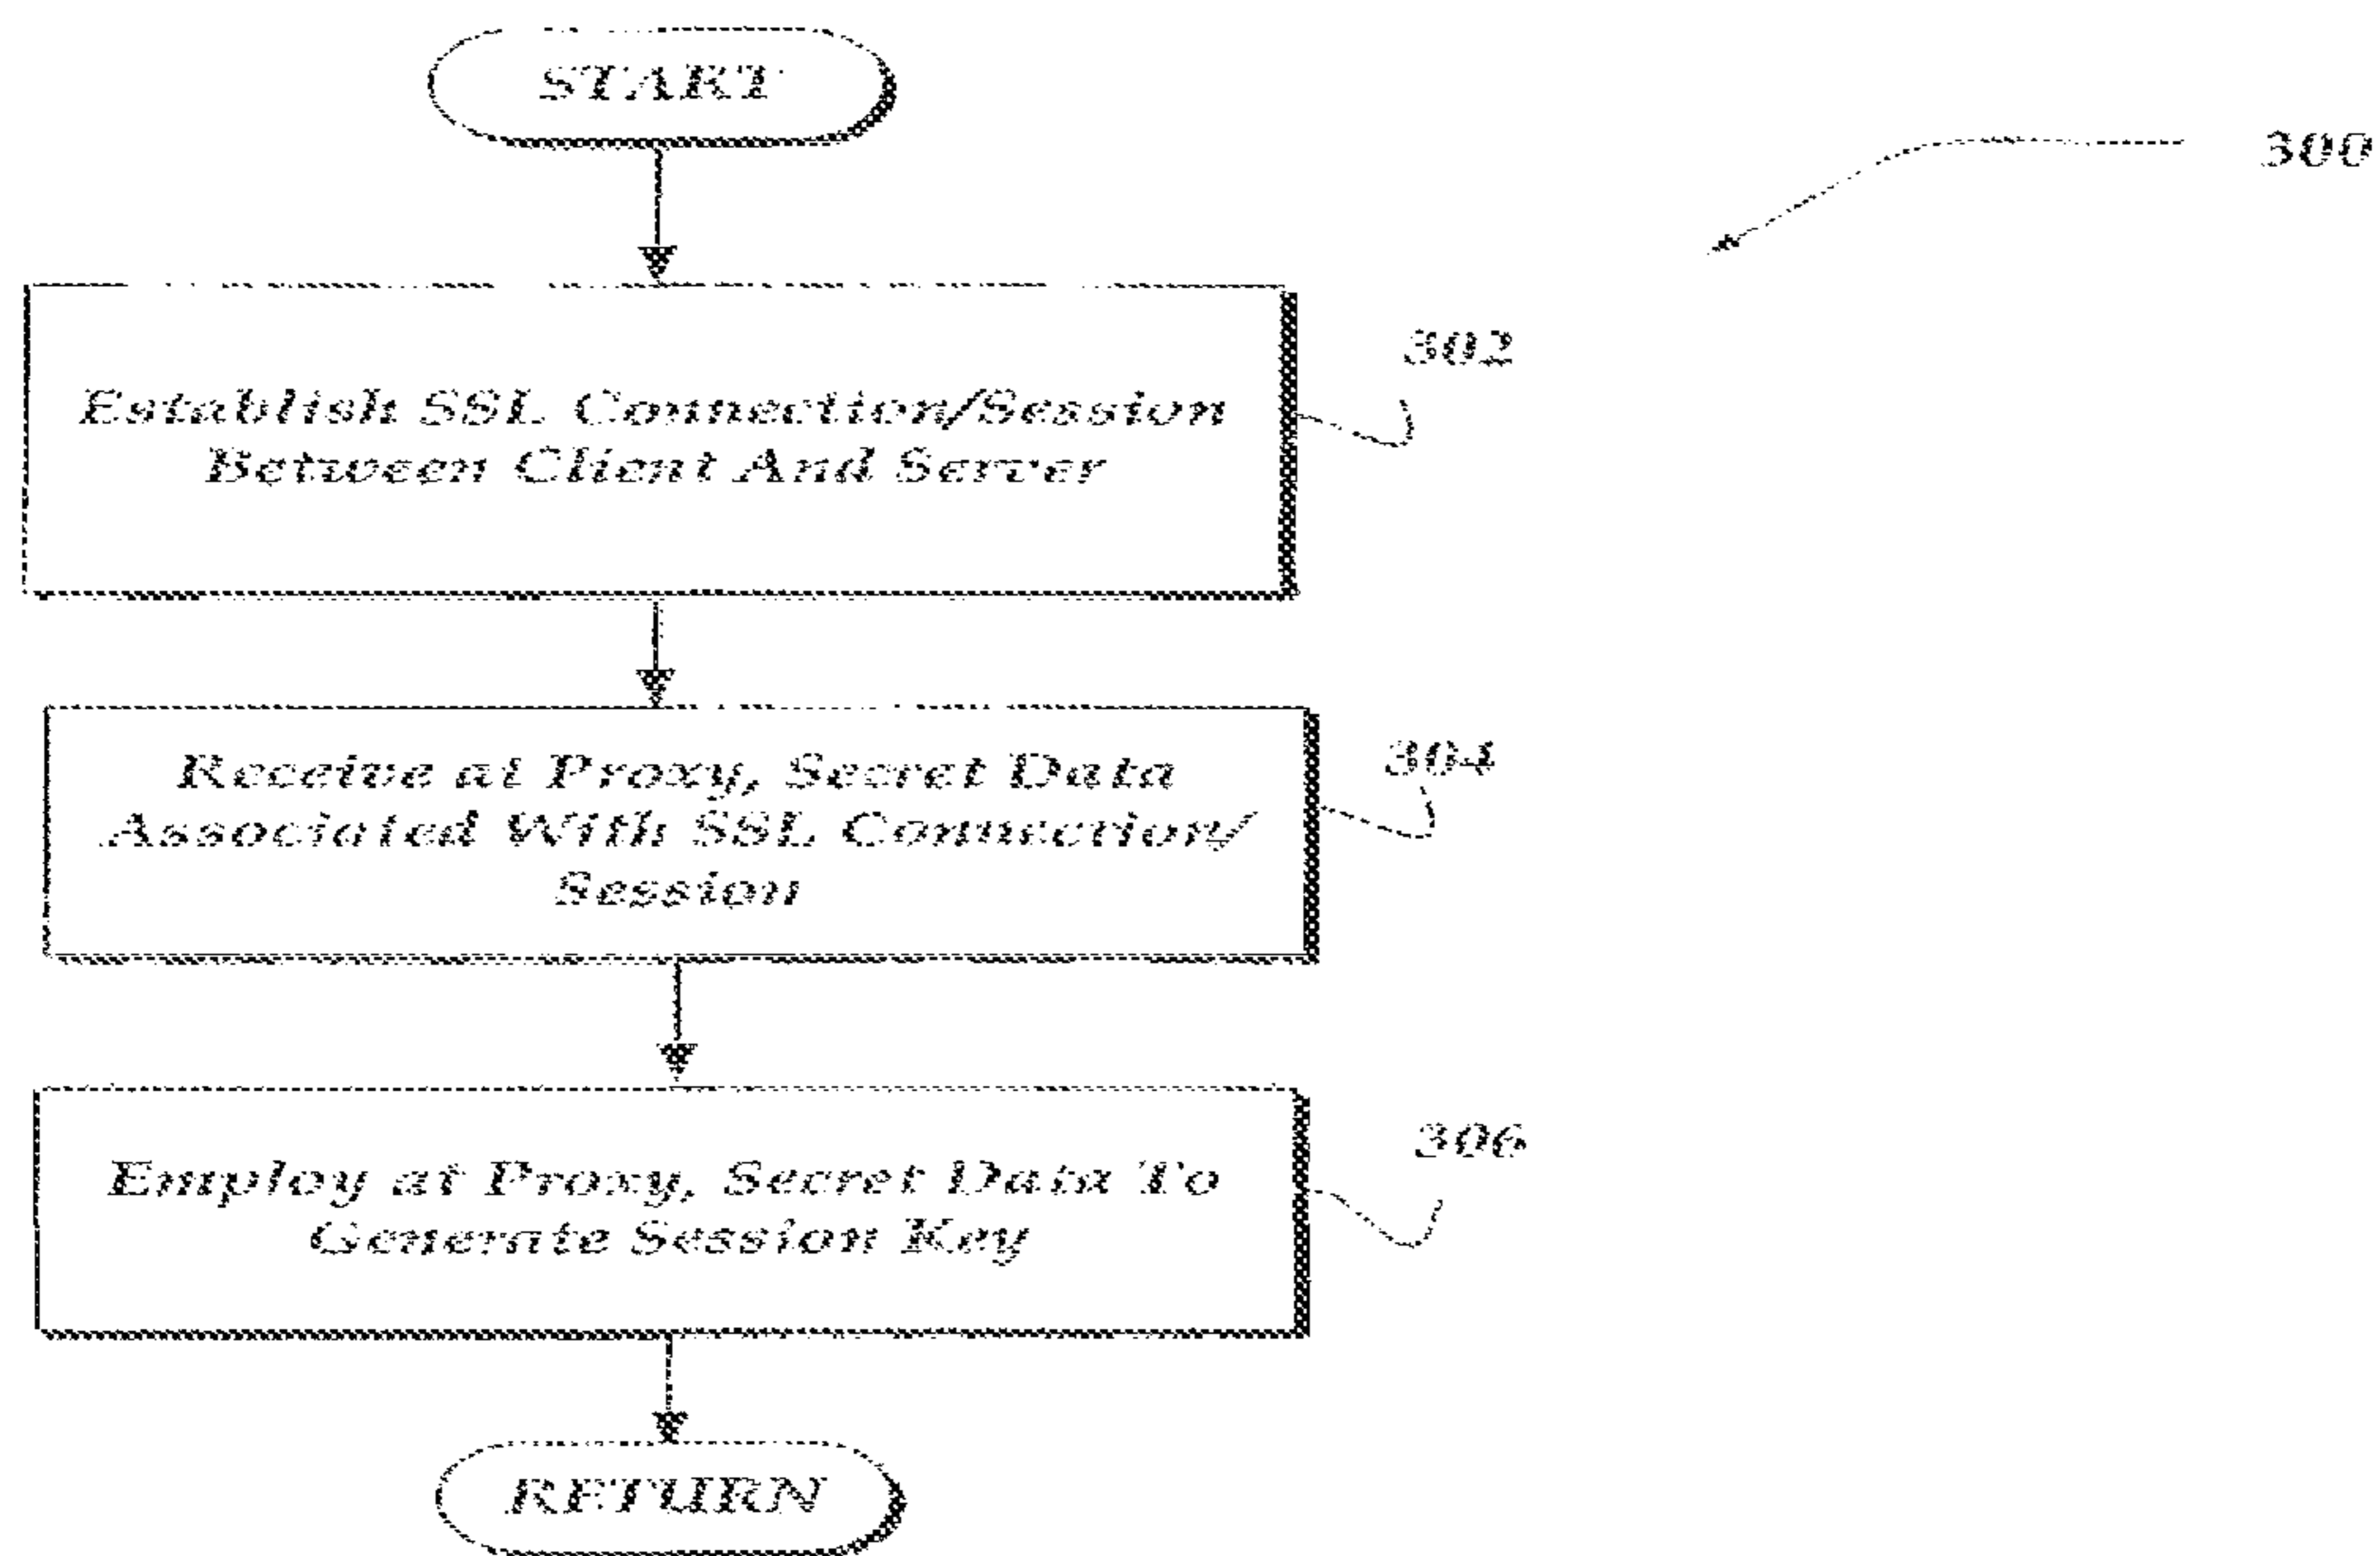 START
300
302
Establish SSL Connection/Session
Between Client And Server
304
Receive at Proxy, Secret Data
Associated With SSL Connection/
Session
306
Employ at Proxy, Secret Data To
Generate Session Key
RETURN